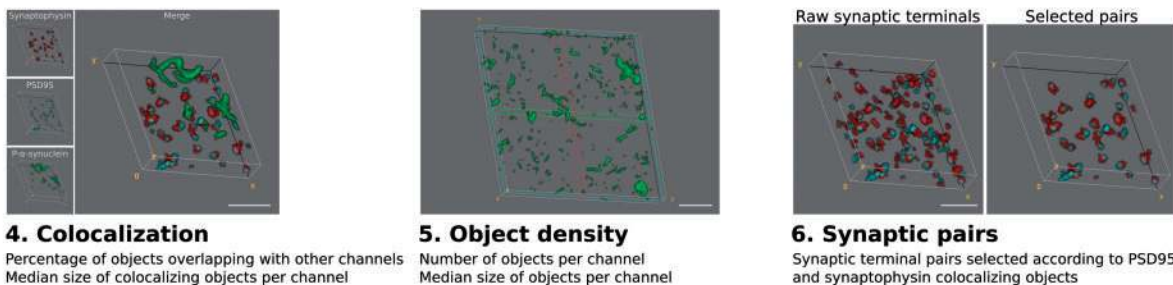 Synaptophysin
Merge
PSD95
P-α-synuclein
y
0
x
4. Colocalization
Percentage of objects overlapping with other channels
Median size of colocalizing objects per channel
5. Object density
Number of objects per channel
Median size of objects per channel
Raw synaptic terminals
Selected pairs
y
x
y
x
6. Synaptic pairs
Synaptic terminal pairs selected according to PSD95
and synaptophysin colocalizing objects